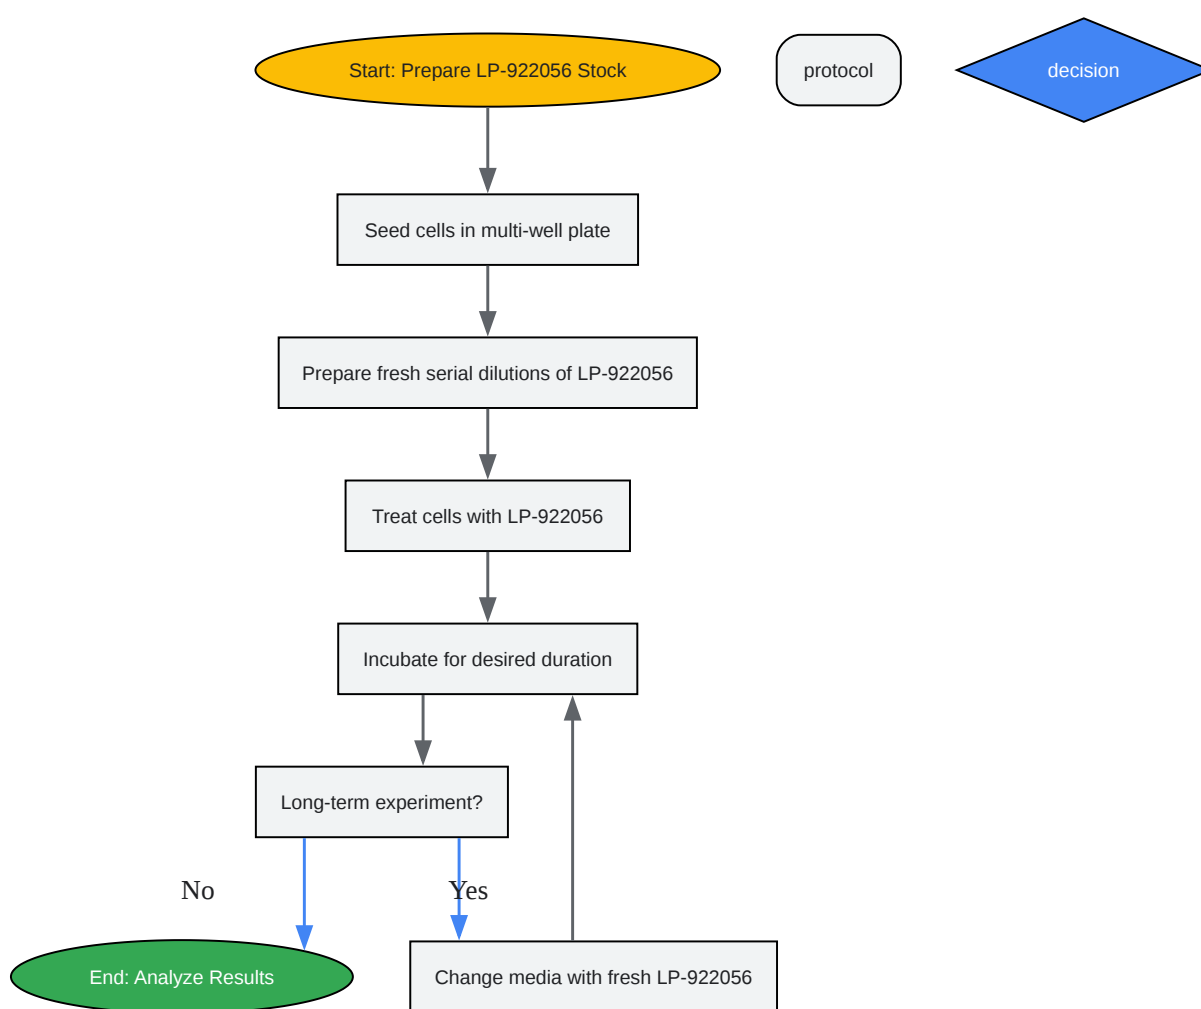 Start: Prepare LP-922056 Stock
protocol
decision
Seed cells in multi-well plate
Prepare fresh serial dilutions of LP-922056
Treat cells with LP-922056
Incubate for desired duration
Long-term experiment?
No
Yes
End: Analyze Results
Change media with fresh LP-922056